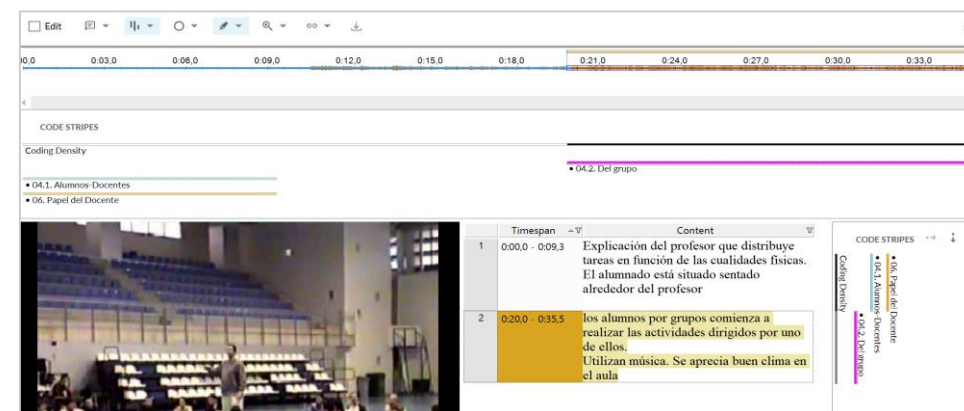 Edit
00,0 0:03,0 0:06,0 0:09,0 0:12,0 0:15,0 0:18,0 0:21,0 0:24,0 0:27,0 0:30,0 0:33,0
CODE STRIPES
Coding Density
• 04.2. Del grupo
• 04.1. Alumnos-Docentes
• 06. Papel del Docente
Timespan Content
1 0:00,0 - 0:09,3 Explicación del profesor que distribuye
tareas en función de las cualidades físicas.
El alumnado está situado sentado
alrededor del profesor
2 0:20,0 - 0:35,5 los alumnos por grupos comienza a
realizar las actividades dirigidos por uno
de ellos.
Utilizan música. Se aprecia buen clima en
el aula
CODE STRIPES
• 06. Papel del Docente
• 04.1. Alumnos-Docentes
• 04.2. Del grupo
Coding Density